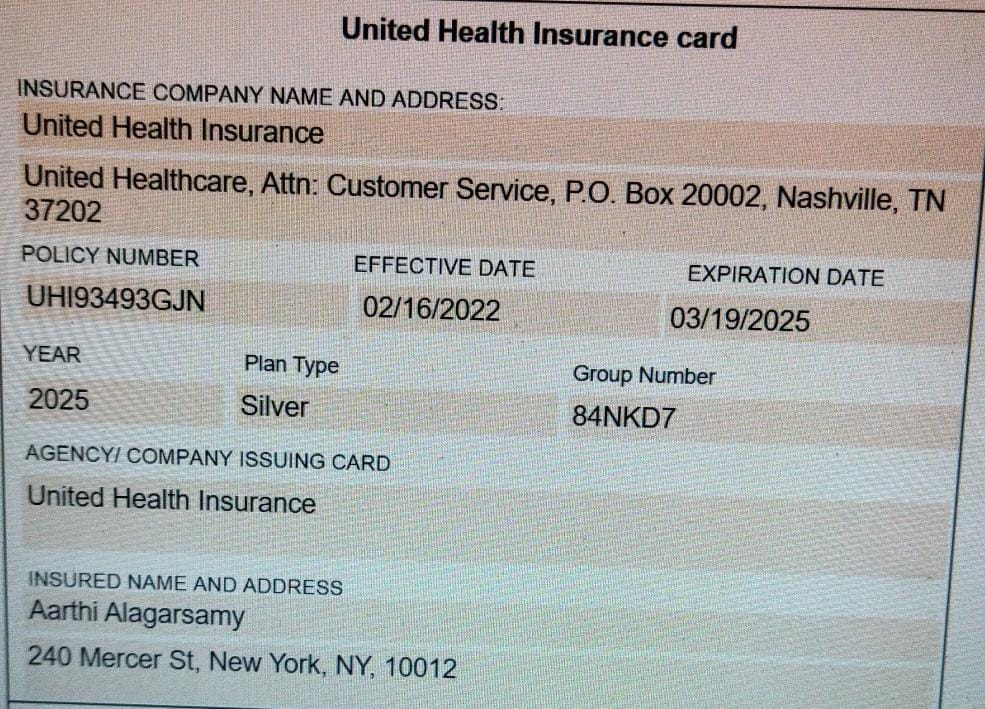 United Health Insurance card
INSURANCE COMPANY NAME AND ADDRESS:
United Health Insurance
United Healthcare, Attn: Customer Service, P.O. Box 20002, Nashville, TN
37202
POLICY NUMBER EFFECTIVE DATE EXPIRATION DATE
UHI93493GJN 02/16/2022 03/19/2025
YEAR Plan Type Group Number
2025 Silver 84NKD7
AGENCY/ COMPANY ISSUING CARD
United Health Insurance
INSURED NAME AND ADDRESS
Aarthi Alagarsamy
240 Mercer St, New York, NY, 10012